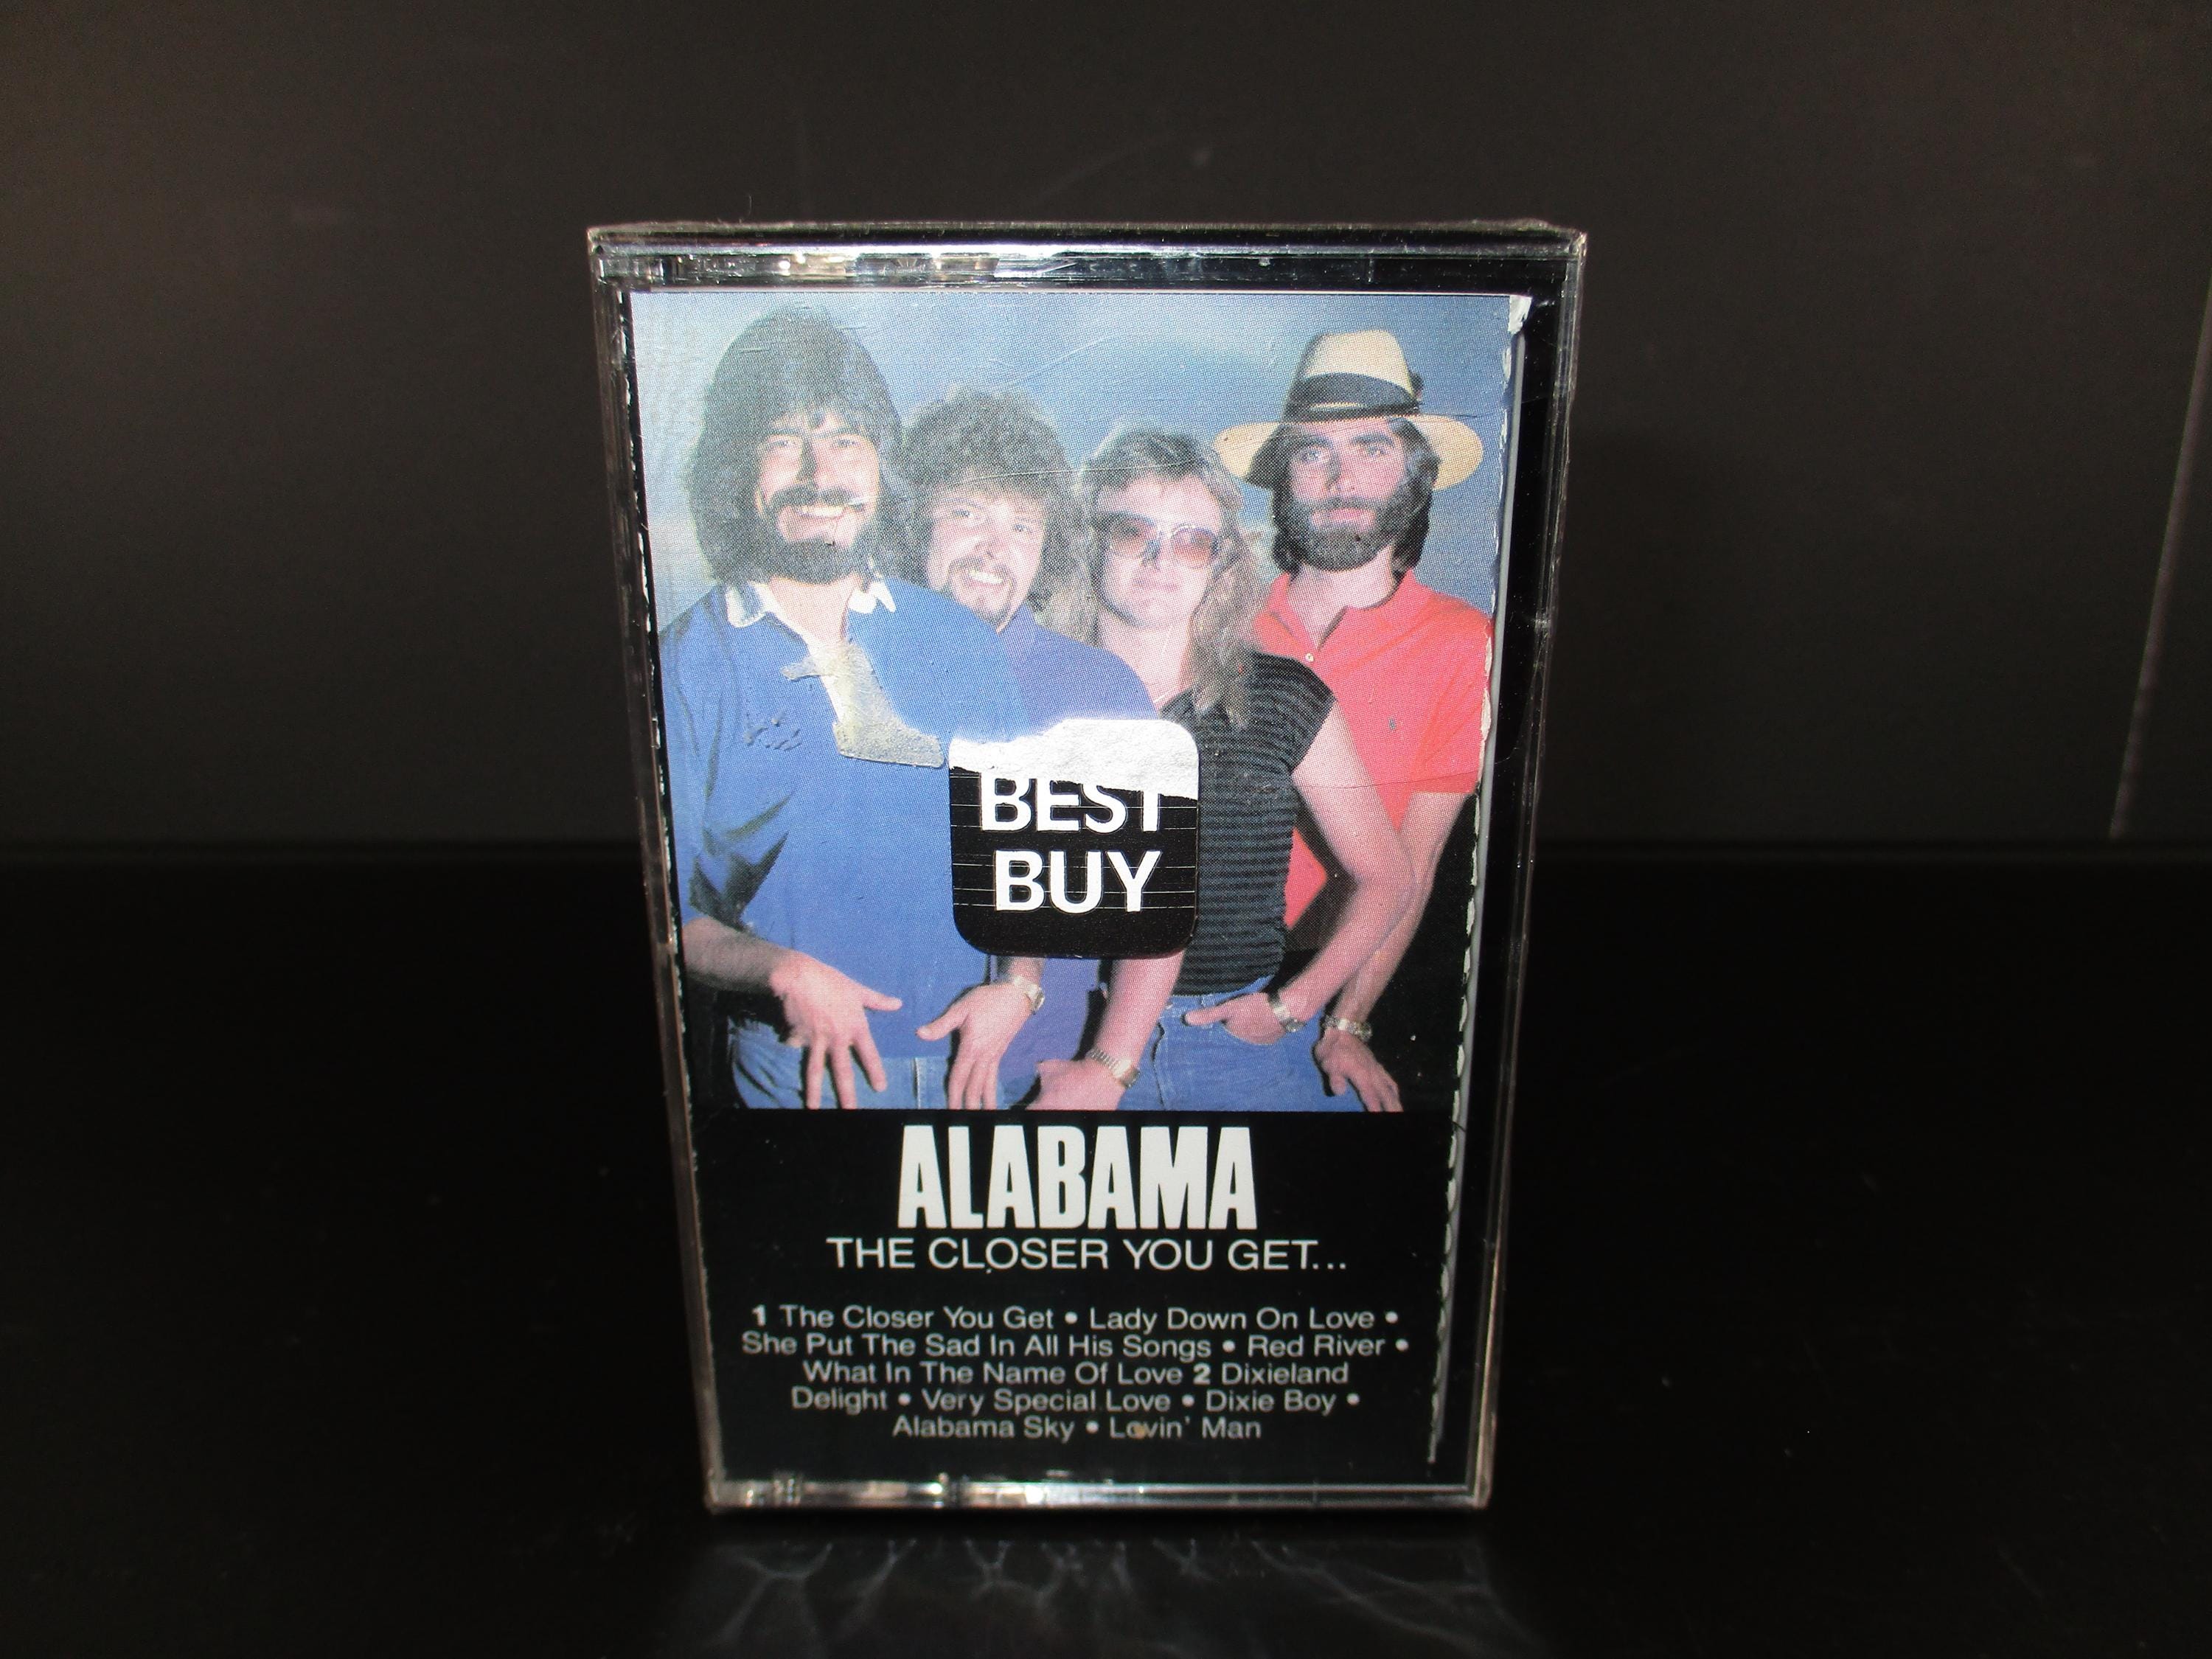 BEST
BUY
ALABAMA
THE CLOSER YOU GET...
1 The Closer You Get • Lady Down On Love •
She Put The Sad In All His Songs • Red River •
What In The Name Of Love 2 Dixieland
Delight • Very Special Love • Dixie Boy •
Alabama Sky • Lovin' Man